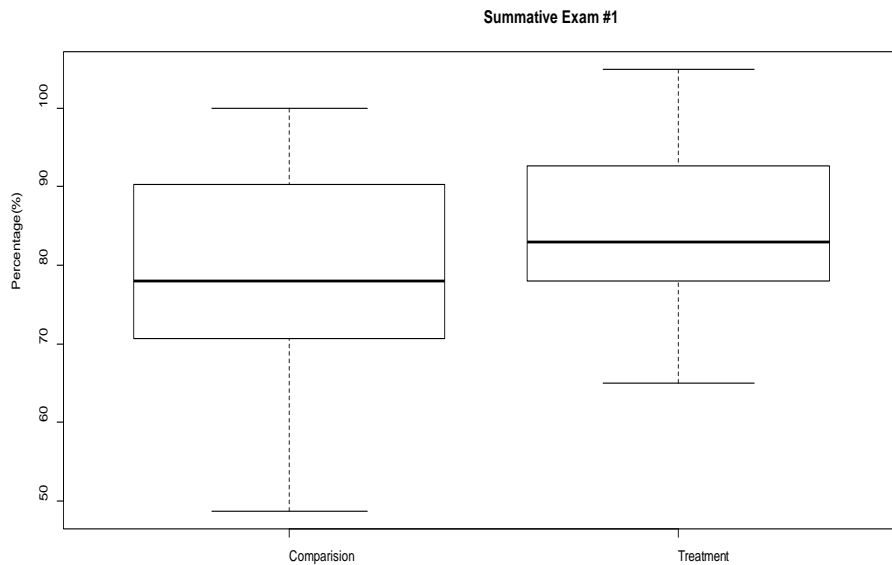 Summative Exam #1
Percentage(%)
100
90
80
70
60
50
Comparision
Treatment